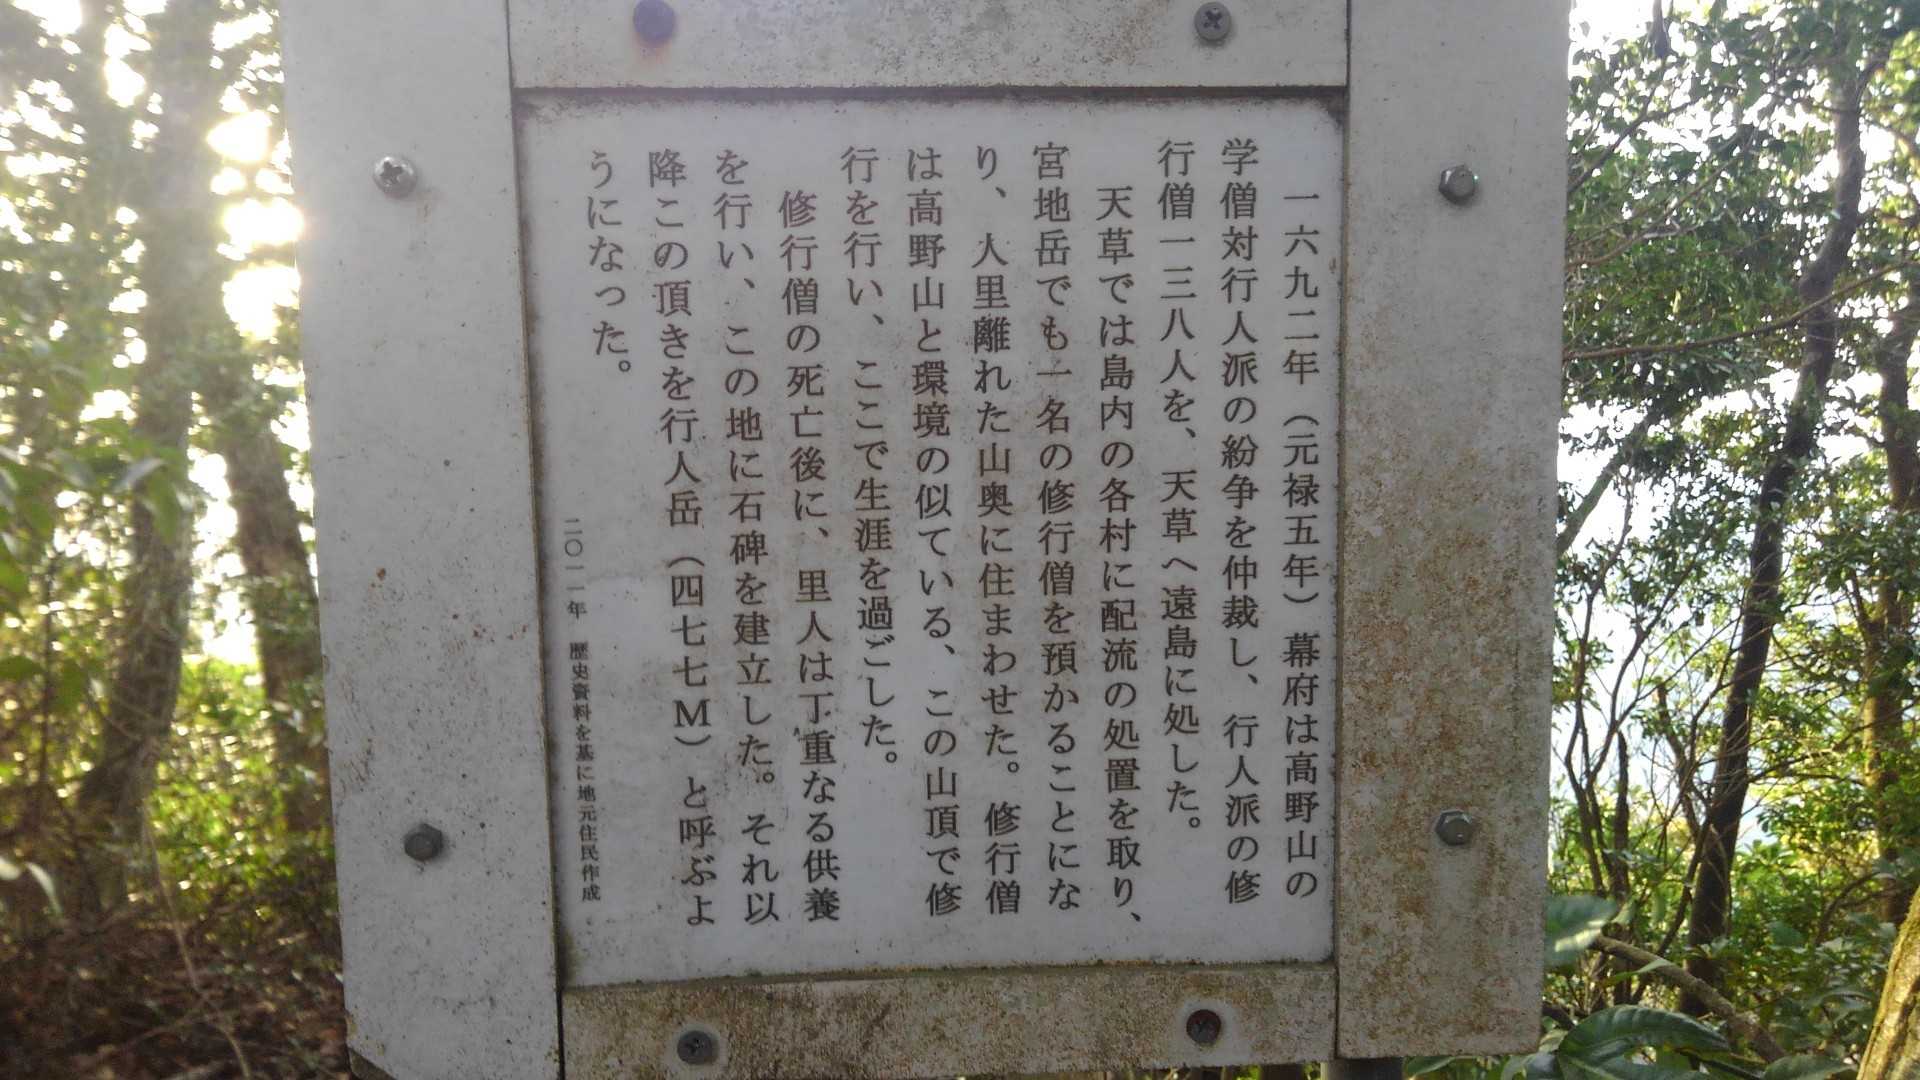 一六九二年（元禄五年）幕府は高野山の
学僧対行人派の紛争を仲裁し、行人派の修
行僧一三八人を、天草へ遠島に処した。
天草では島内の各村に配流の処置を取り、
宮地岳でも一名の修行僧を預かることにな
り、人里離れた山奥に住まわせた。修行僧
は高野山と環境の似ている、この山頂で修
行を行い、ここで生涯を過ごした。
修行僧の死亡後に、里人は丁重なる供養
を行い、この地に石碑を建立した。それ以
降この頂きを行人岳（四七七M）と呼ぶよ
うになった。
二〇一一年 歴史資料を基に地元住民作成